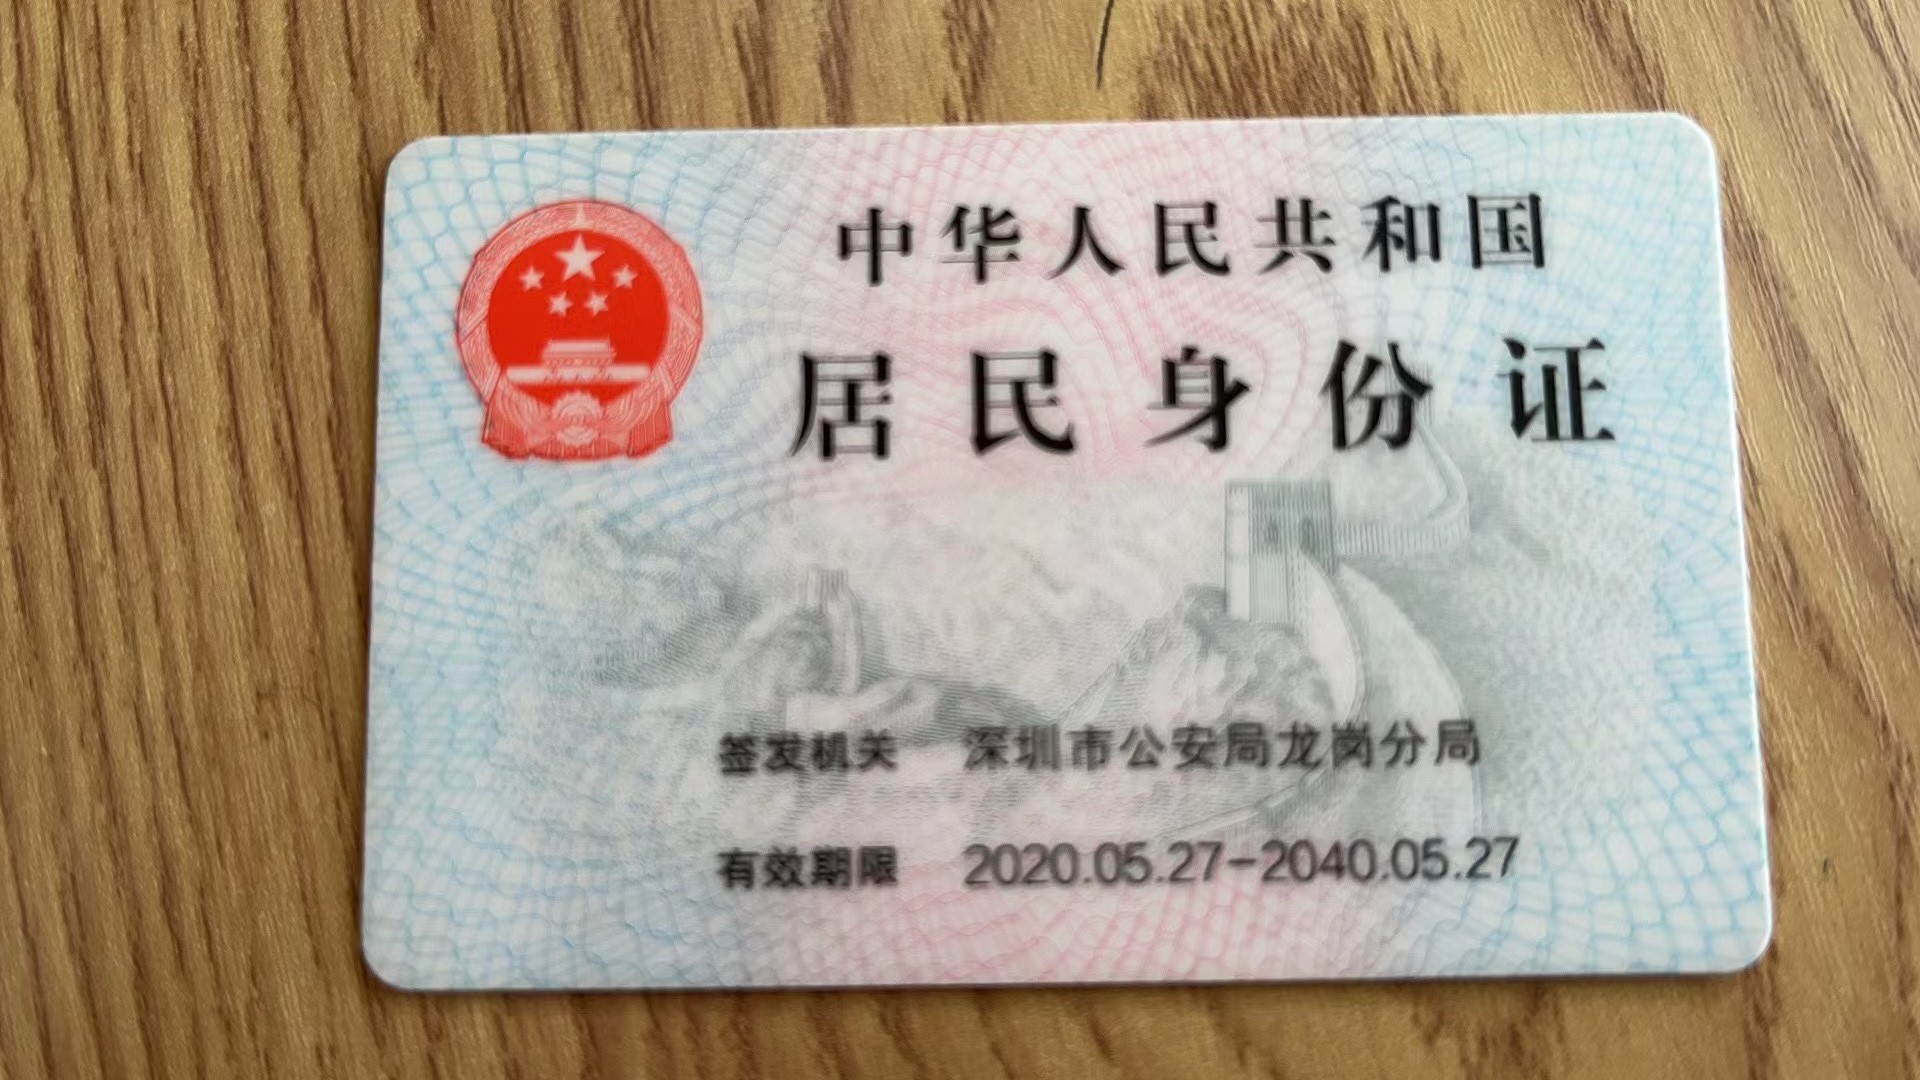 中华人民共和国
居民身份证
签发机关 深圳市公安局龙岗分局
有效期限 2020.05.27-2040.05.27